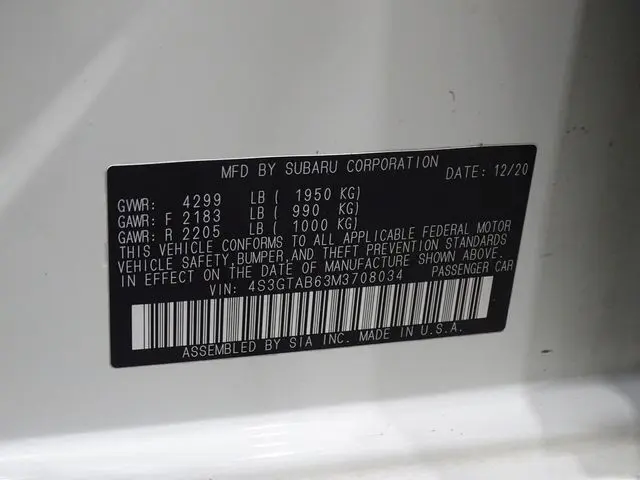 MFD BY SUBARU CORPORATION DATE: 12/20
GVWR: 4299 LB ( 1950 KG)
GAWR: F 2183 LB ( 990 KG)
GAWR: R 2205 LB ( 1000 KG)
THIS VEHICLE CONFORMS TO ALL APPLICABLE FEDERAL MOTOR
VEHICLE SAFETY, BUMPER, AND THEFT PREVENTION STANDARDS
IN EFFECT ON THE DATE OF MANUFACTURE SHOWN ABOVE.
VIN: 4S3GTAB63M3708034 PASSENGER CAR
ASSEMBLED BY SIA INC. MADE IN U.S.A.